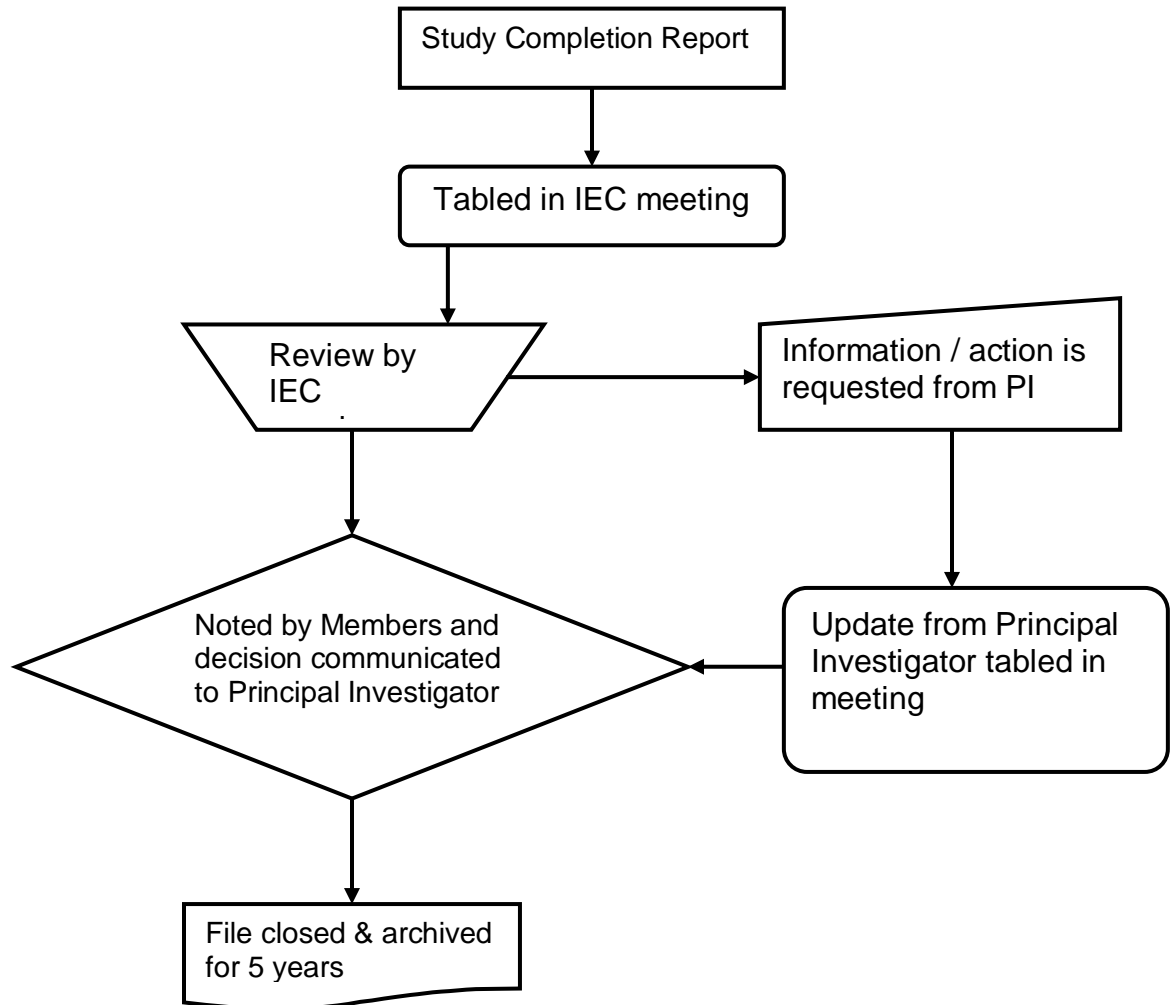 Study Completion Report
Tabled in IEC meeting
Review by
IEC
.
Information / action is
requested from PI
Noted by Members and
decision communicated
to Principal Investigator
Update from Principal
Investigator tabled in
meeting
File closed & archived
for 5 years